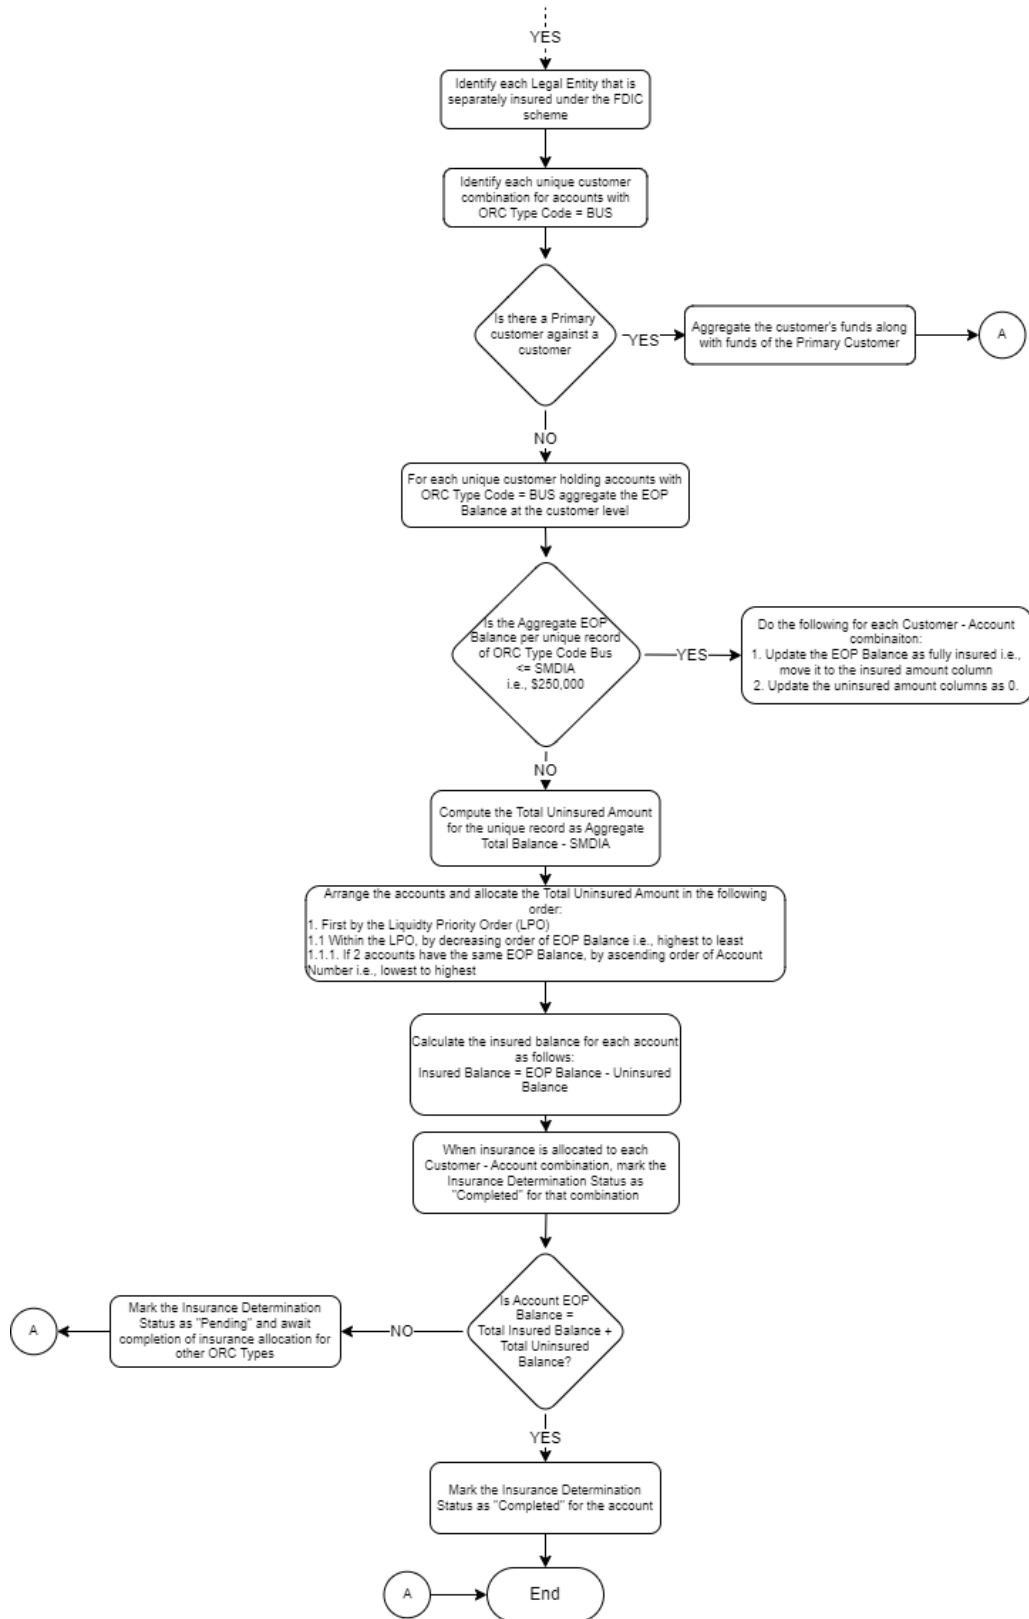 YES
Identify each Legal Entity that is
separately insured under the FDIC
scheme
Identify each unique customer
combination for accounts with
ORC Type Code = BUS
Is there a Primary
customer against a
customer
YES
Aggregate the customer's funds along
with funds of the Primary Customer
A
NO
For each unique customer holding accounts with
ORC Type Code = BUS aggregate the EOP
Balance at the customer level
Is the Aggregate EOP
Balance per unique record
of ORC Type Code Bus
<= SMDIA
i.e., $250,000
YES
Do the following for each Customer - Account
combinaiton:
1. Update the EOP Balance as fully insured i.e.,
move it to the insured amount column
2. Update the uninsured amount columns as 0.
NO
Compute the Total Uninsured Amount
for the unique record as Aggregate
Total Balance - SMDIA
Arrange the accounts and allocate the Total Uninsured Amount in the following
order:
1. First by the Liquidty Priority Order (LPO)
1.1 Within the LPO, by decreasing order of EOP Balance i.e., highest to least
1.1.1. If 2 accounts have the same EOP Balance, by ascending order of Account
Number i.e., lowest to highest
Calculate the insured balance for each account
as follows:
Insured Balance = EOP Balance - Uninsured
Balance
When insurance is allocated to each
Customer - Account combination, mark the
Insurance Determination Status as
"Completed" for that combination
Is Account EOP
Balance =
Total Insured Balance +
Total Uninsured
Balance?
NO
Mark the Insurance Determination
Status as "Pending" and await
completion of insurance allocation for
other ORC Types
A
YES
Mark the Insurance Determination
Status as "Completed" for the account
A
End